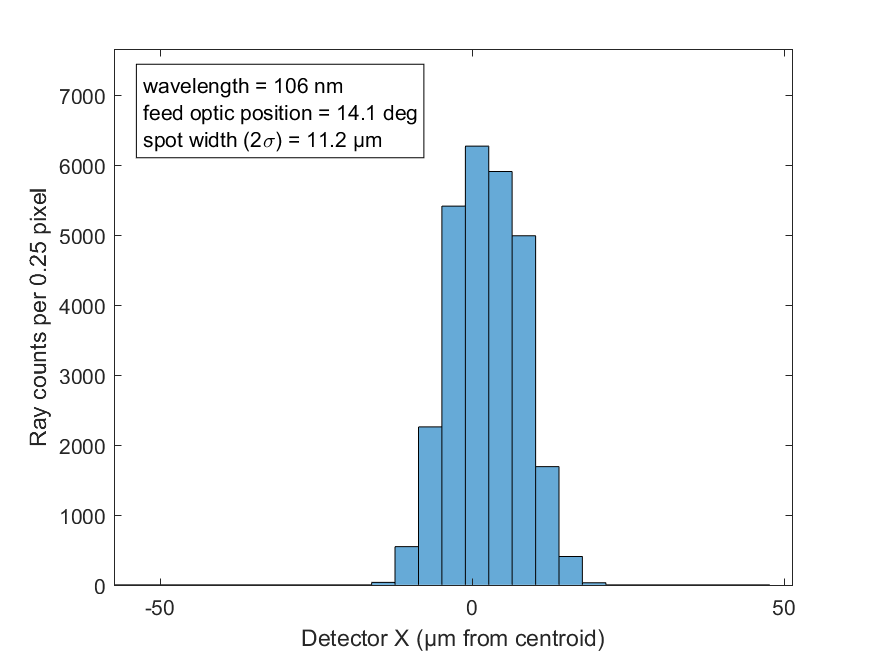 wavelength = 106 nm
feed optic position = 14.1 deg
spot width (2σ) = 11.2 µm
7000
6000
5000
4000
3000
2000
1000
0
Ray counts per 0.25 pixel
-50
0
50
Detector X (µm from centroid)